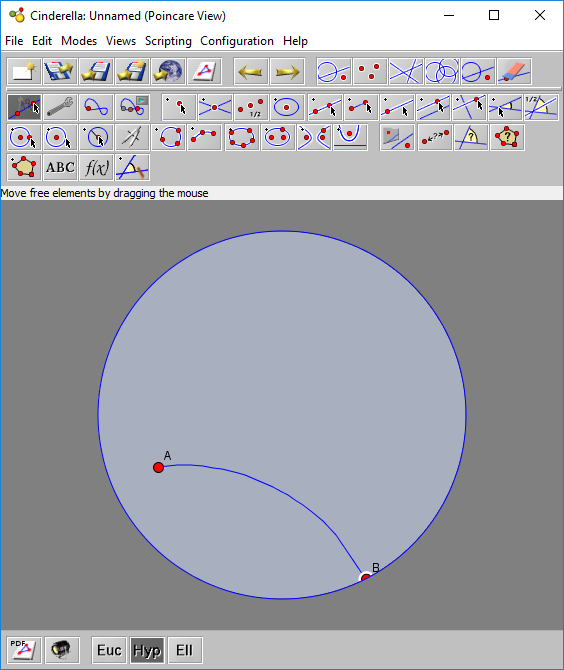 Cinderella: Unnamed (Poincare View)
File Edit Modes Views Scripting Configuration Help
1/2
1/2
?
<??>
?
?
ABC f(x)
Move free elements by dragging the mouse
A
B
PDF
Euc Hyp Ell